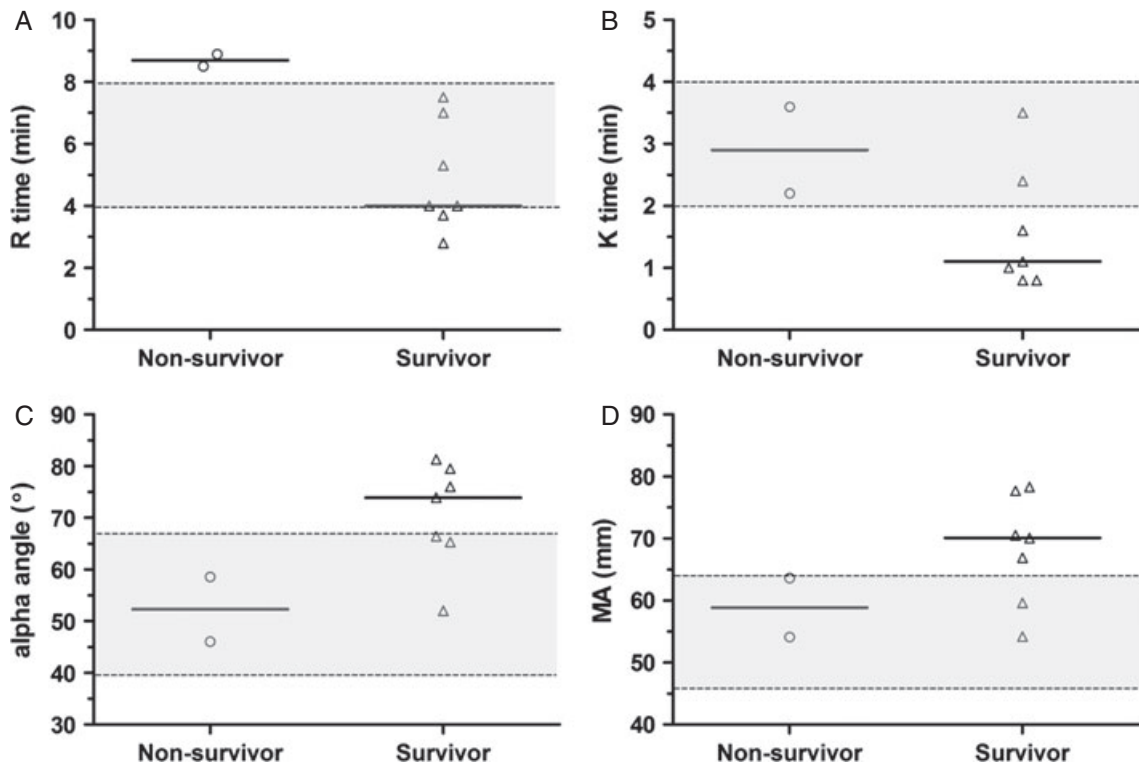 A
R time (min)
10
8
6
4
2
0
Non-survivor Survivor
B
K time (min)
5
4
3
2
1
0
Non-survivor Survivor
C
alpha angle (°)
90
80
70
60
50
40
30
Non-survivor Survivor
D
MA (mm)
90
80
70
60
50
40
Non-survivor Survivor